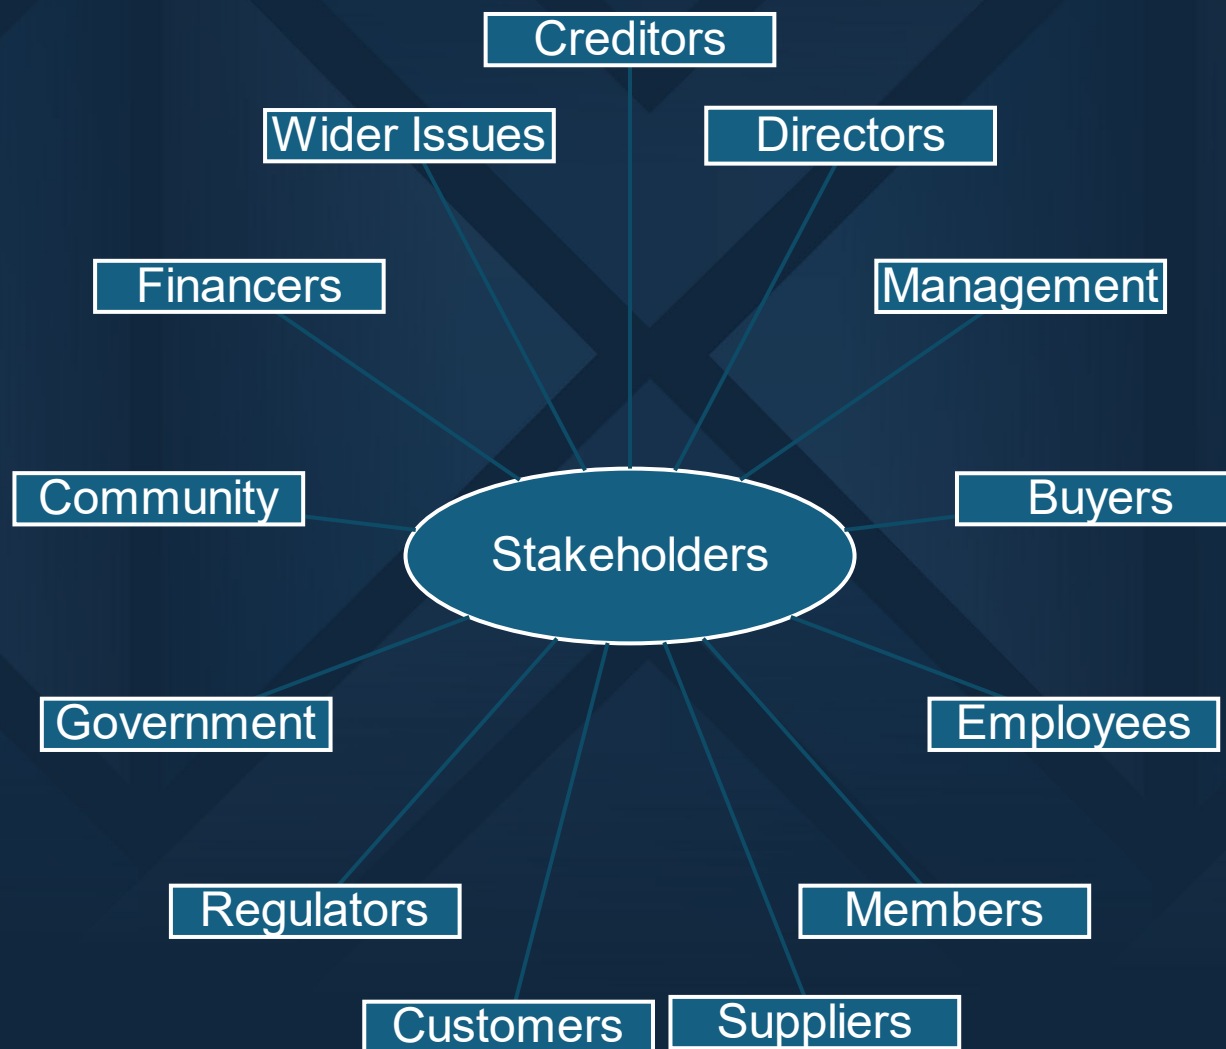 Creditors
Wider Issues
Directors
Financers
Management
Community
Buyers
Stakeholders
Government
Employees
Regulators
Members
Customers
Suppliers